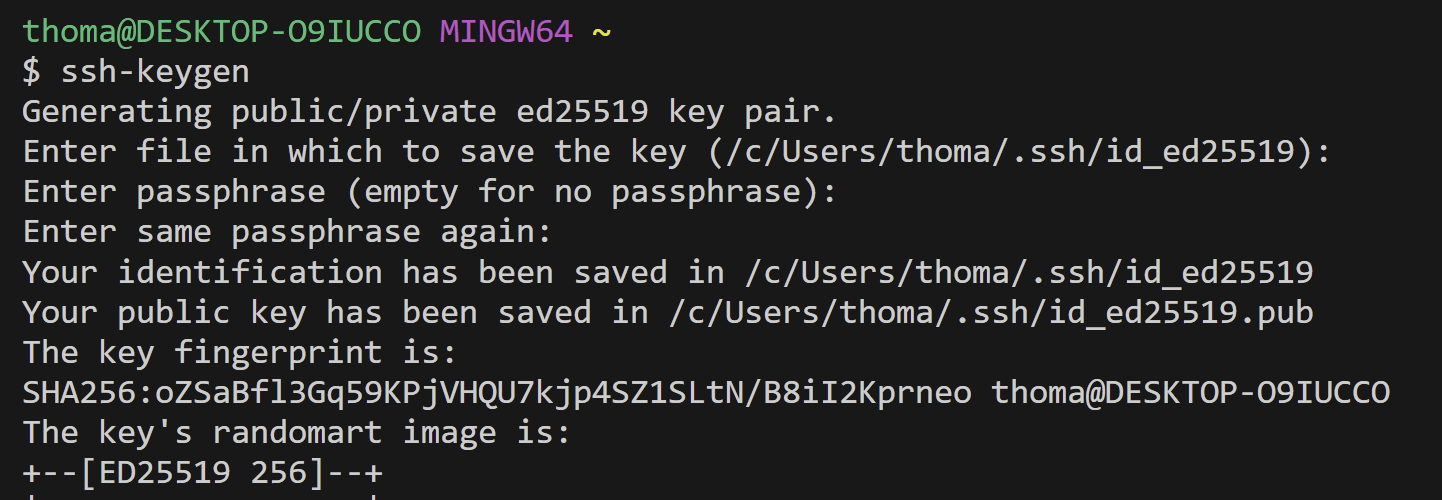 thoma@DESKTOP-O9IUCCO MINGW64 ~
$ ssh-keygen
Generating public/private ed25519 key pair.
Enter file in which to save the key (/c/Users/thoma/.ssh/id_ed25519):
Enter passphrase (empty for no passphrase):
Enter same passphrase again:
Your identification has been saved in /c/Users/thoma/.ssh/id_ed25519
Your public key has been saved in /c/Users/thoma/.ssh/id_ed25519.pub
The key fingerprint is:
SHA256:oZSaBfl3Gq59KPjVHQU7kjp4SZ1SLtN/B8iI2Kprneo thoma@DESKTOP-O9IUCCO
The key's randomart image is:
+--[ED25519 256]--+